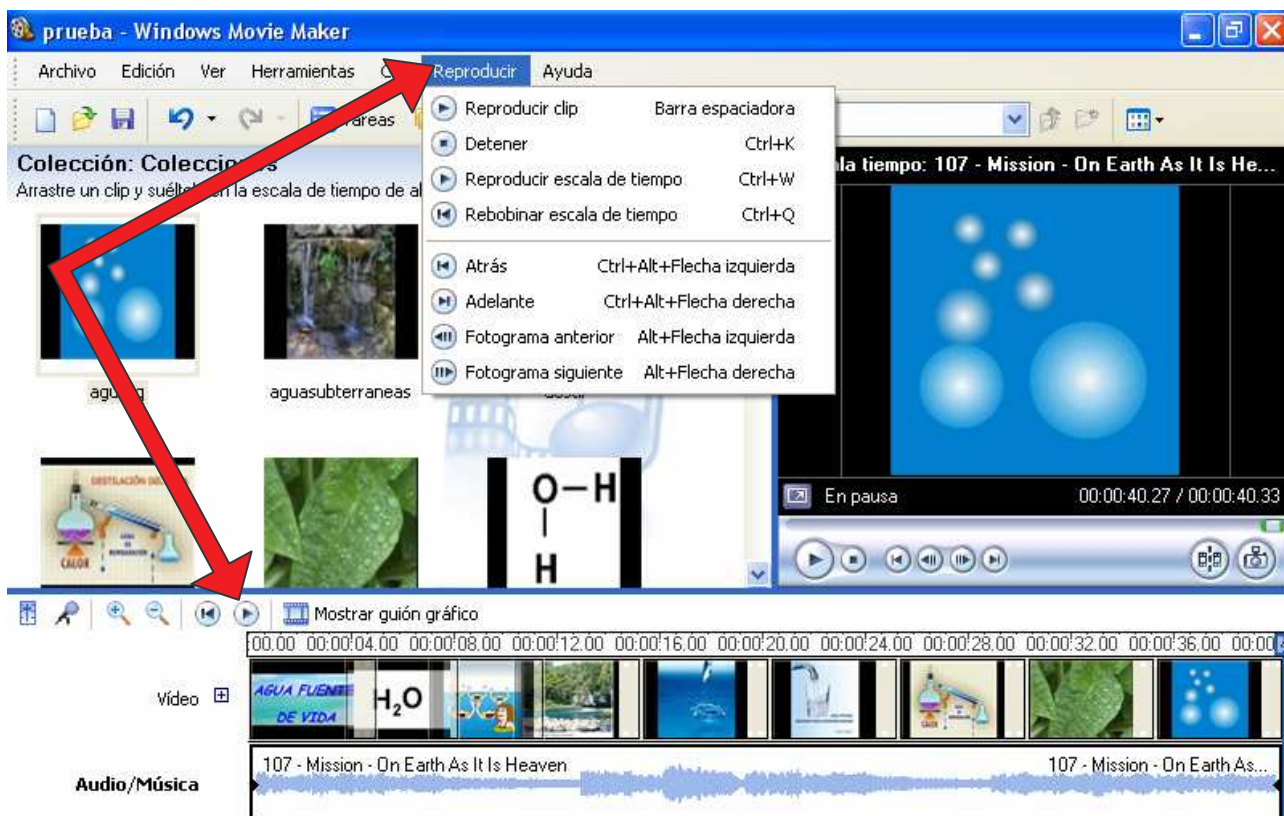 prueba - Windows Movie Maker
Archivo Edición Ver Herramientas Reproducir Ayuda
Reproducir clip Barra espaciadora
Detener Ctrl+K
Reproducir escala de tiempo Ctrl+W
Rebobinar escala de tiempo Ctrl+Q
Atrás Ctrl+Alt+Flecha izquierda
Adelante Ctrl+Alt+Flecha derecha
Fotograma anterior Alt+Flecha izquierda
Fotograma siguiente Alt+Flecha derecha
Colección:
Arrastre un clip y en la escala de tiempo de
tiempo: 107 - Mission - On Earth As It Is He...
aguasubterraneas
CALOR
O–H
H
En pausa 00:00:40.27 / 00:00:40.33
Mostrar guión gráfico
:00.00 00:00:04.00 00:00:08.00 00:00:12.00 00:00:16.00 00:00:20.00 00:00:24.00 00:00:28.00 00:00:32.00 00:00:36.00 00:00
Vídeo
AGUA FUENTE
DE VIDA
H2O
Audio/Música
107 - Mission - On Earth As It Is Heaven 107 - Mission - On Earth As...